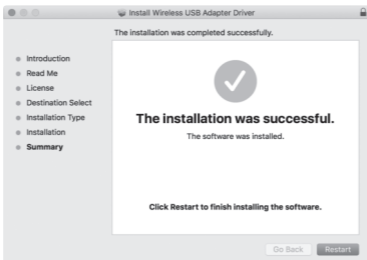 Install Wireless USB Adapter Driver
The installation was completed successfully.
Introduction
Read Me
License
Destination Select
Installation Type
Installation
Summary
The installation was successful.
The software was installed.
Click Restart to finish installing the software.
Go Back
Restart